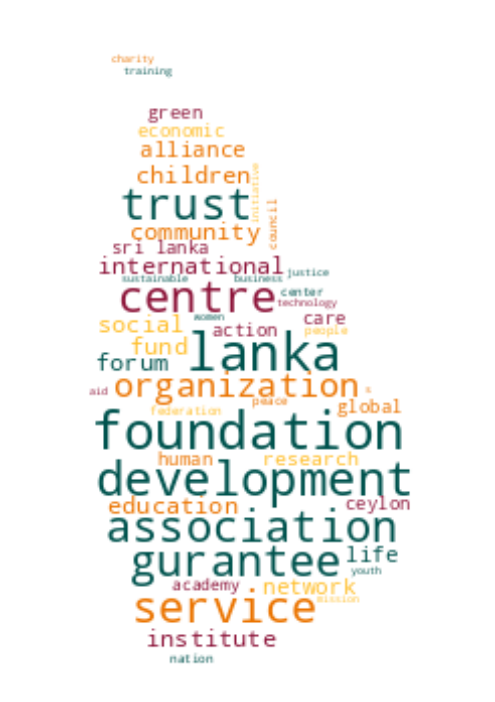 charity
training
green
economic
alliance
children
initiative
trust
council
community
sri lanka
international
justice
sustainable
business
centre
center
technology
women
care
social
action
people
fund
lanka
forum
aid
organization
s
peace
global
federation
foundation
human
research
development
education
ceylon
association
gurantee
life
youth
academy
network
service
mission
institute
nation